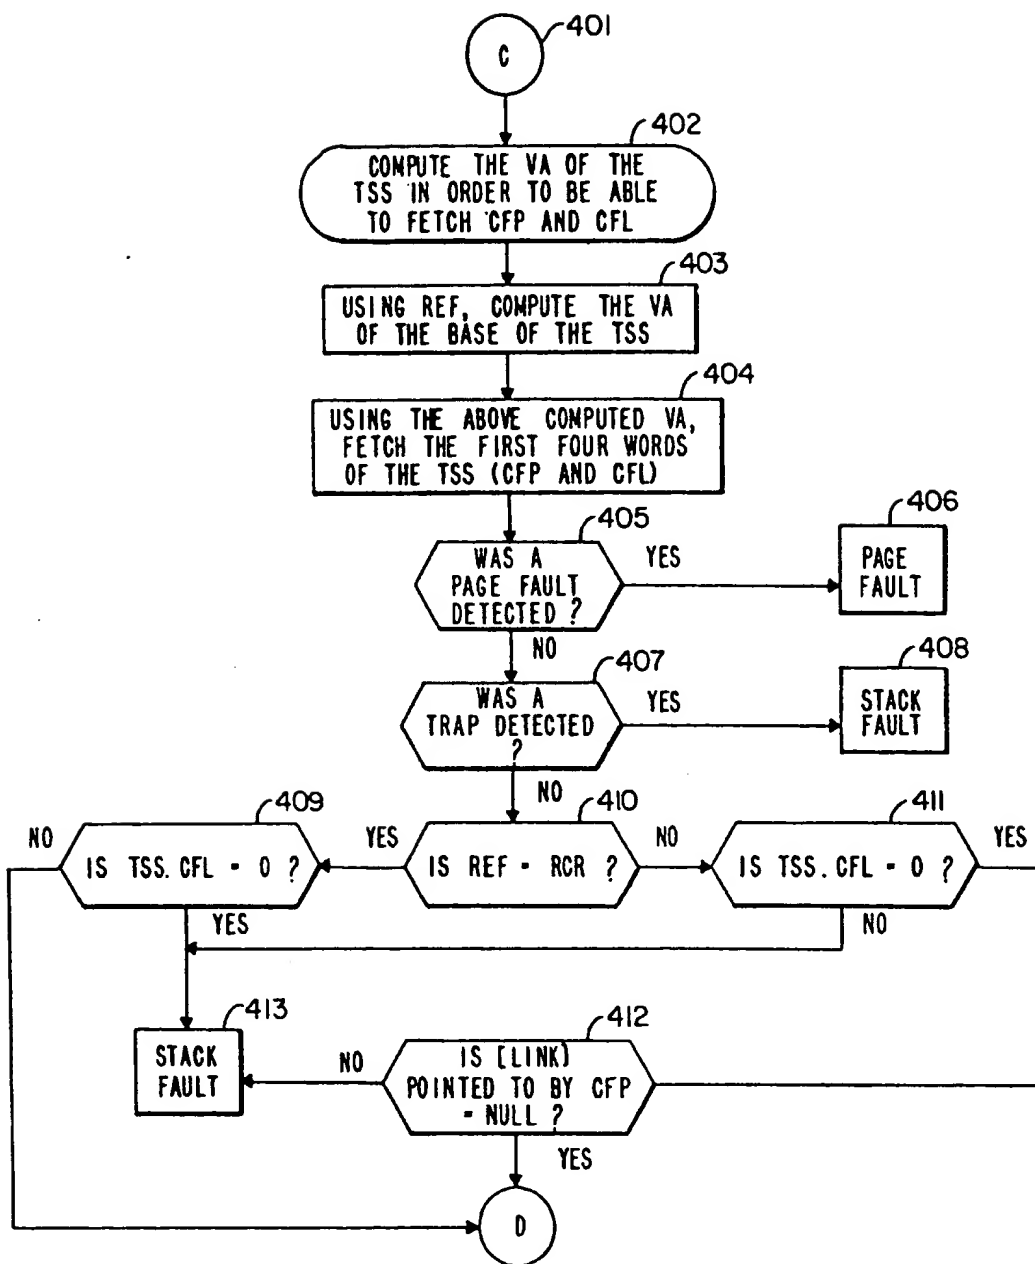 401
C
402
COMPUTE THE VA OF THE
TSS IN ORDER TO BE ABLE
TO FETCH CFP AND CFL
403
USING REF, COMPUTE THE VA
OF THE BASE OF THE TSS
404
USING THE ABOVE COMPUTED VA,
FETCH THE FIRST FOUR WORDS
OF THE TSS (CFP AND CFL)
405
WAS A
PAGE FAULT
DETECTED ?
YES
406
PAGE
FAULT
NO
407
WAS A
TRAP DETECTED
?
YES
408
STACK
FAULT
NO
409
NO
IS TSS.CFL = 0 ?
YES
410
YES
IS REF = RCR ?
NO
411
IS TSS.CFL = 0 ?
YES
NO
413
STACK
FAULT
NO
412
IS [LINK)
POINTED TO BY CFP
= NULL ?
YES
D